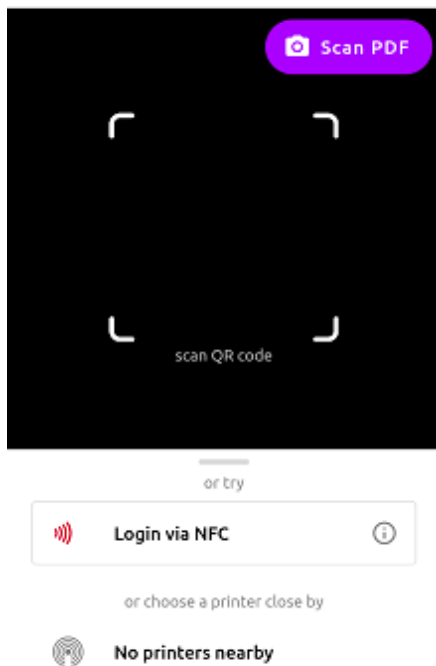 Scan PDF
scan QR code
or try
Login via NFC
or choose a printer close by
No printers nearby